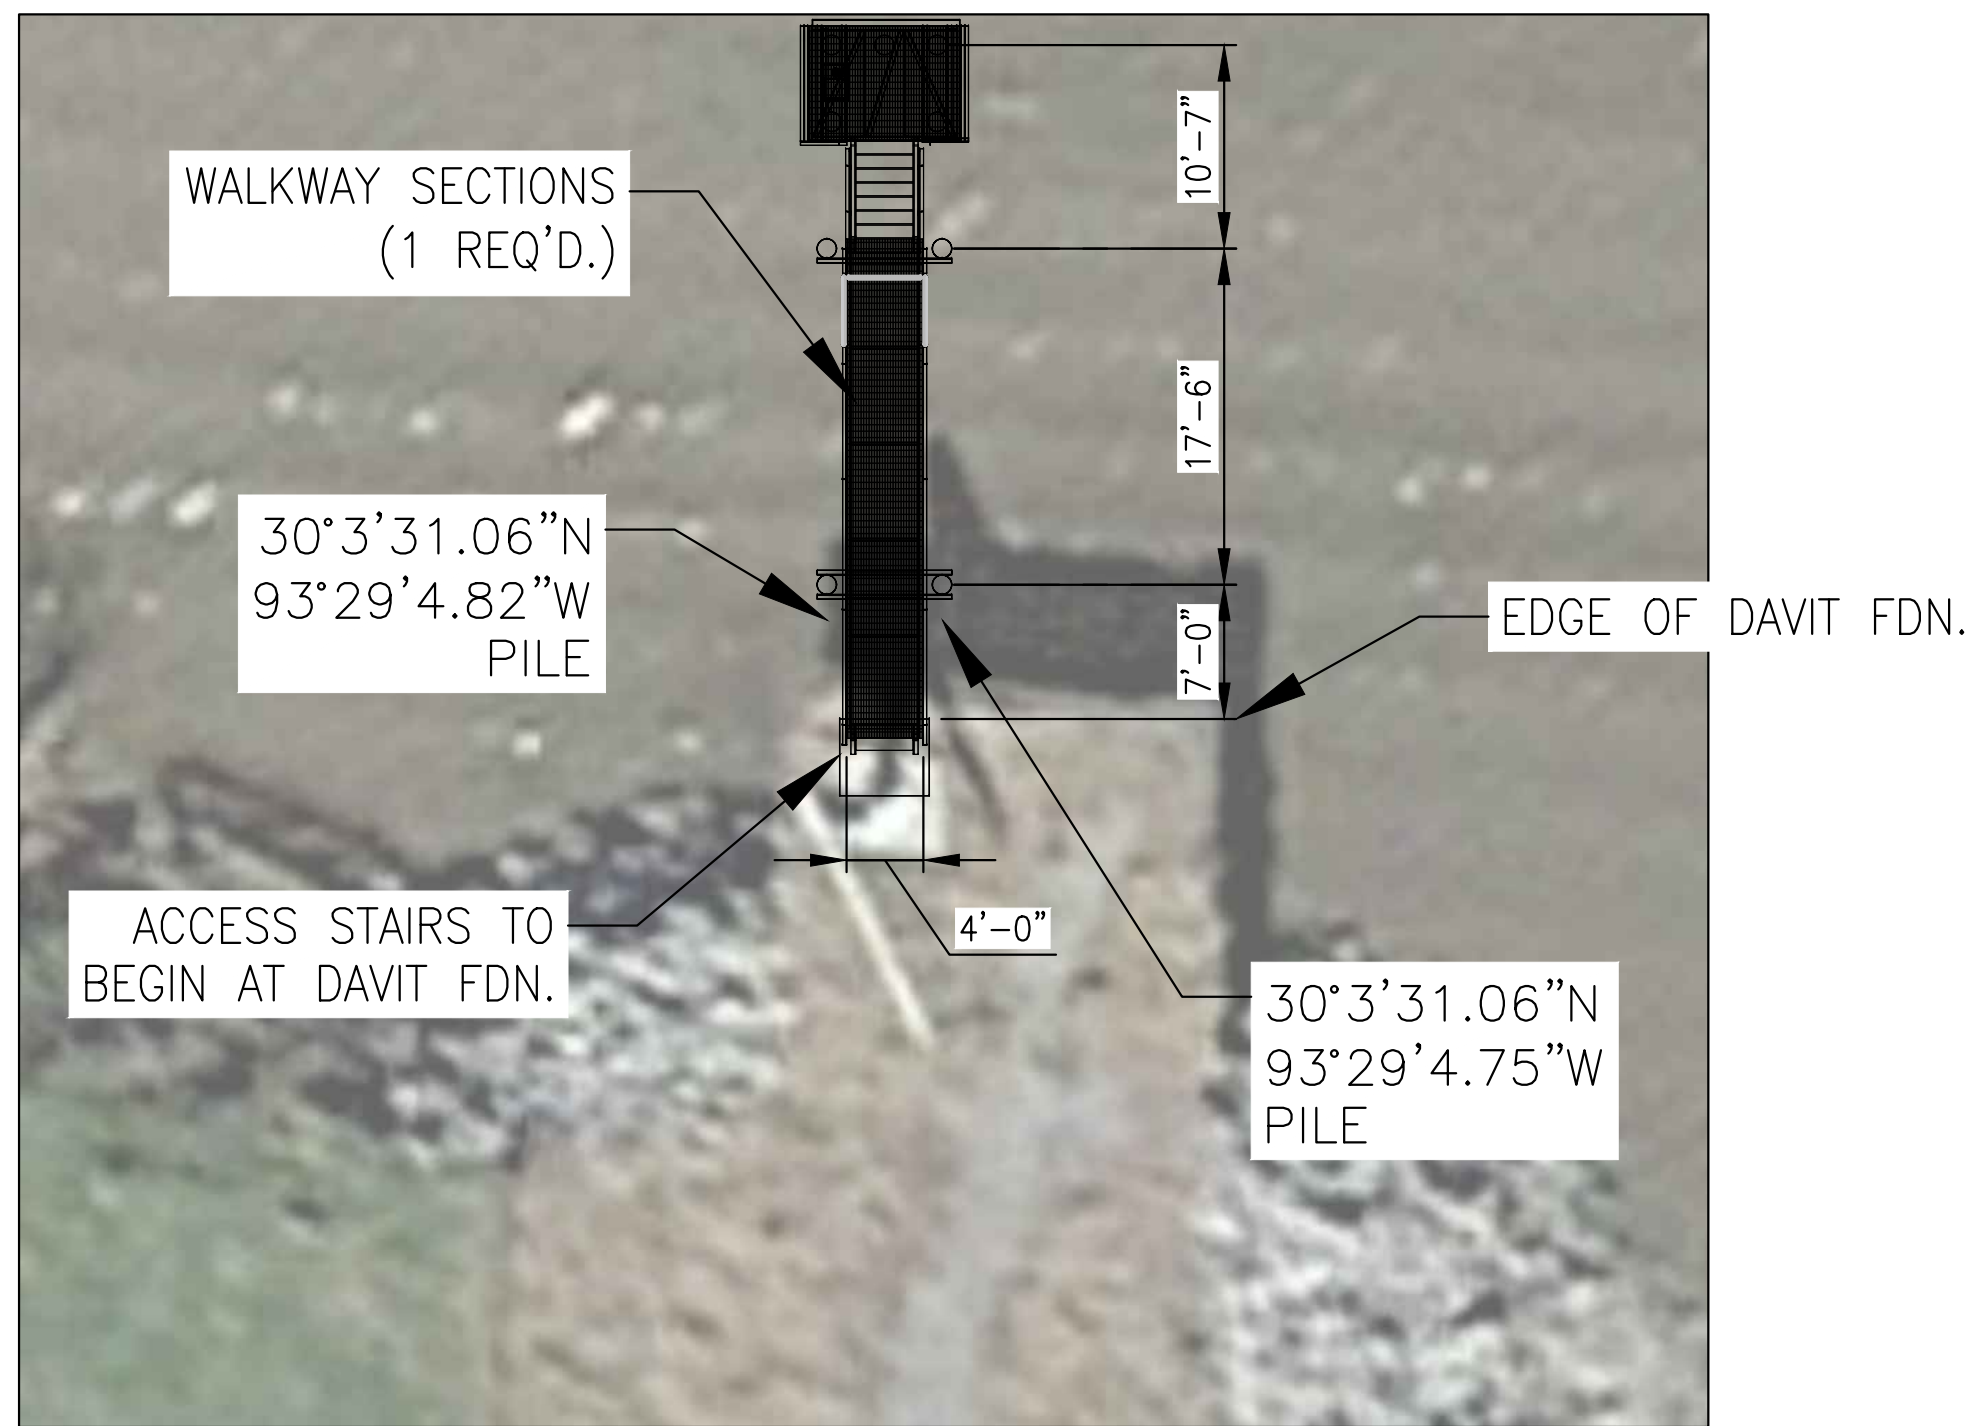 10'-7"
WALKWAY SECTIONS
(1 REQ'D.)
17'-6"
30°3'31.06"N
93°29'4.82"W
PILE
7'-0"
EDGE OF DAVIT FDN.
ACCESS STAIRS TO
BEGIN AT DAVIT FDN.
4'-0"
30°3'31.06"N
93°29'4.75"W
PILE